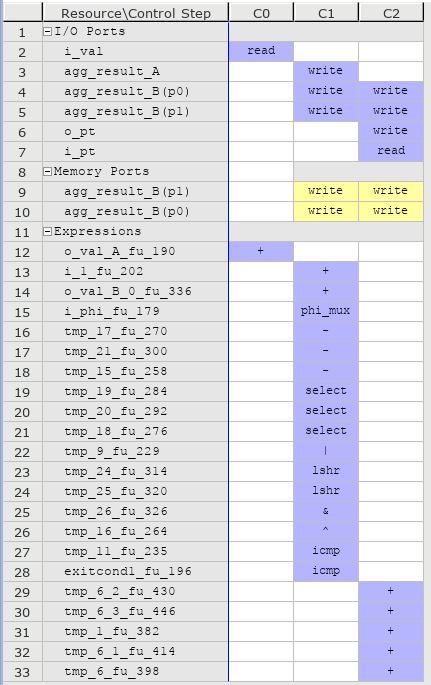 Resource\Control Step C0 C1 C2
1 I/O Ports
2 i_val read
3 agg_result_A write
4 agg_result_B(p0) write write
5 agg_result_B(p1) write write
6 o_pt write
7 i_pt read
8 Memory Ports
9 agg_result_B(p1) write write
10 agg_result_B(p0) write write
11 Expressions
12 o_val_A_fu_190 +
13 i_1_fu_202 +
14 o_val_B_0_fu_336 +
15 i_phi_fu_179 phi_mux
16 tmp_17_fu_270 -
17 tmp_21_fu_300 -
18 tmp_15_fu_258 -
19 tmp_19_fu_284 select
20 tmp_20_fu_292 select
21 tmp_18_fu_276 select
22 tmp_9_fu_229 |
23 tmp_24_fu_314 lshr
24 tmp_25_fu_320 lshr
25 tmp_26_fu_326 &
26 tmp_16_fu_264 ^
27 tmp_11_fu_235 icmp
28 exitcond1_fu_196 icmp
29 tmp_6_2_fu_430 +
30 tmp_6_3_fu_446 +
31 tmp_1_fu_382 +
32 tmp_6_1_fu_414 +
33 tmp_6_fu_398 +